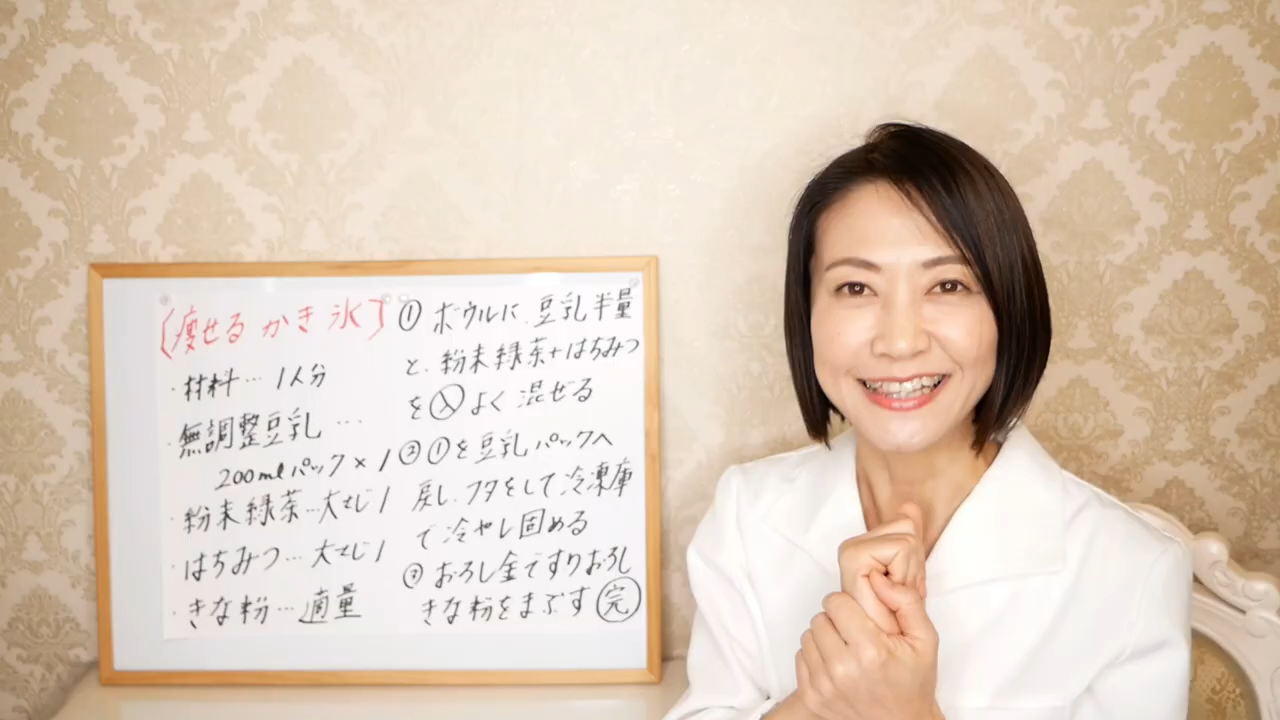 〔痩せる かき氷〕
・材料… 1人分
・無調整豆乳…
200mlパック×1
・粉末緑茶…大さじ1
・はちみつ…大さじ1
・きな粉…適量
① ボウルに、豆乳半量
と、粉末緑茶+はちみつ
を入よく混ぜる
② ①を豆乳パックへ
戻し、フタをして冷凍庫
で冷やし固める
③ おろし金ですりおろし
きな粉をまぶす完